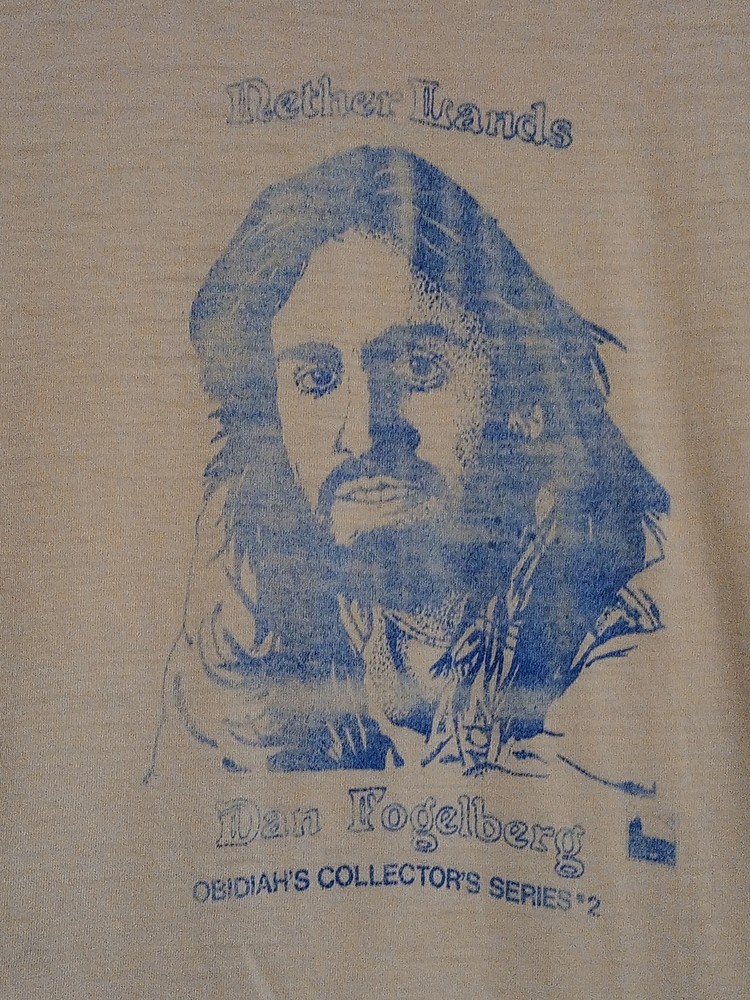 Nether Lands
Dan Fogelberg
OBIDIAH'S COLLECTOR'S SERIES #2